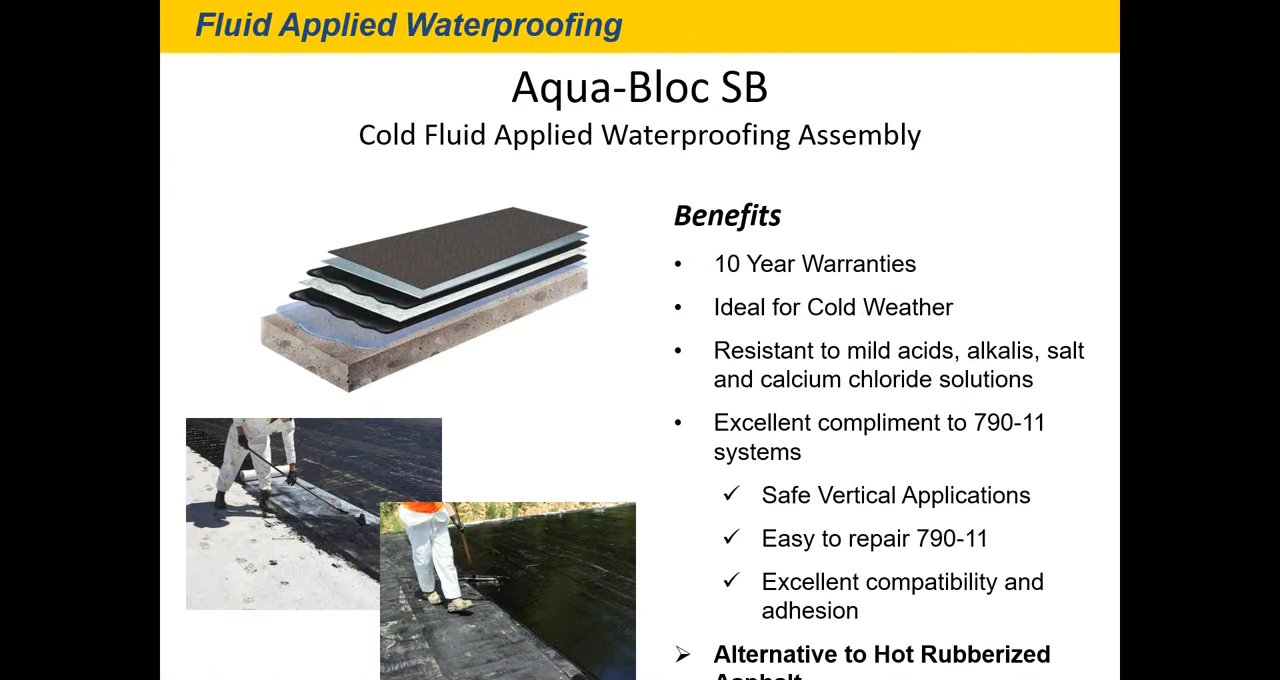 Fluid Applied Waterproofing
Aqua-Bloc SB
Cold Fluid Applied Waterproofing Assembly
Benefits
• 10 Year Warranties
• Ideal for Cold Weather
• Resistant to mild acids, alkalis, salt
and calcium chloride solutions
• Excellent compliment to 790-11
systems
✓ Safe Vertical Applications
✓ Easy to repair 790-11
✓ Excellent compatibility and
adhesion
➢ Alternative to Hot Rubberized
Asphalt